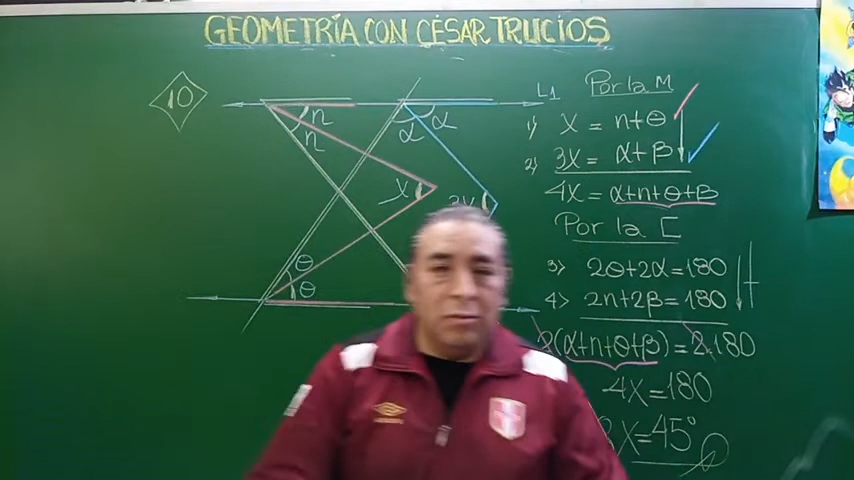 GEOMETRÍA CON CÉSAR TRUCÍOS
10
L1
n
n
α
α
x
3x
θ
θ
Por la M
1) x = n+θ
2) 3x = α+β
4x = α+n+θ+β
Por la C
3) 2θ+2α=180
4) 2n+2β=180
2(α+n+θ+β)=2.180
4x=180
x=45°